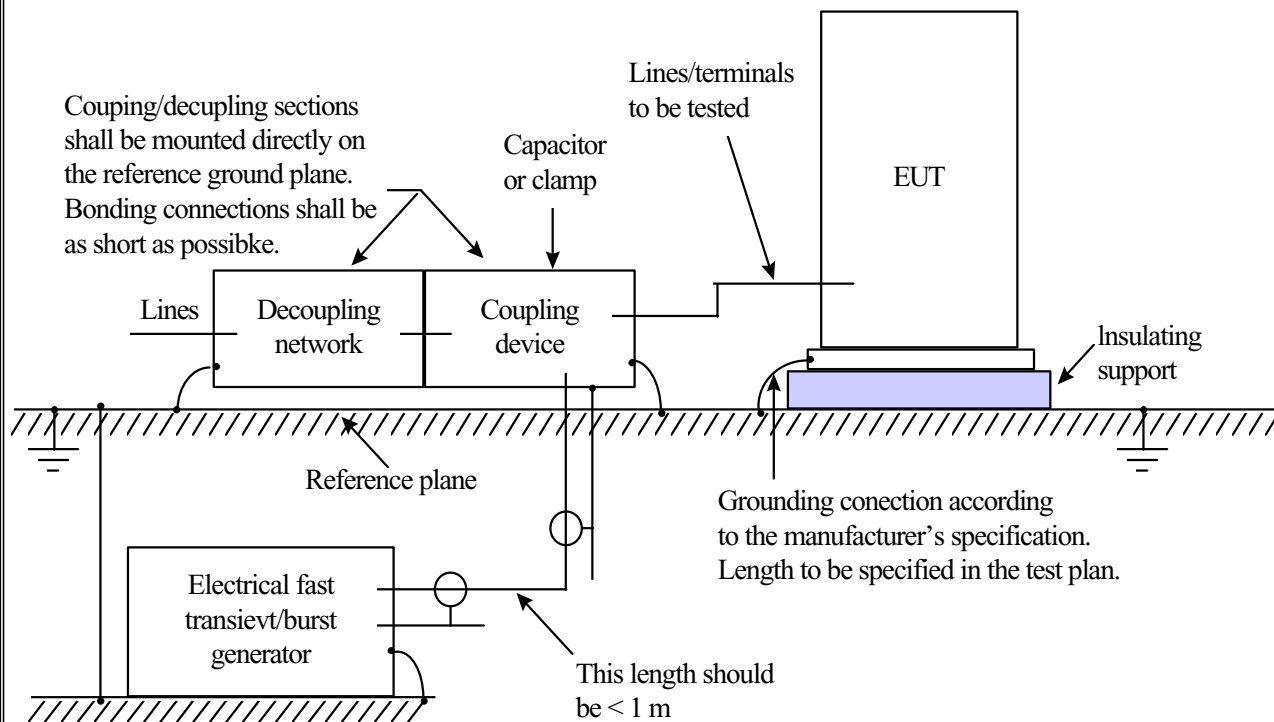 Couping/decupling sections
shall be mounted directly on
the reference ground plane.
Bonding connections shall be
as short as possibke.
Capacitor
or clamp
Lines/terminals
to be tested
EUT
Lines
Decoupling
network
Coupling
device
lnsulating
support
Reference plane
Grounding conection according
to the manufacturer’s specification.
Length to be specified in the test plan.
Electrical fast
transievt/burst
generator
This length should
be < 1 m